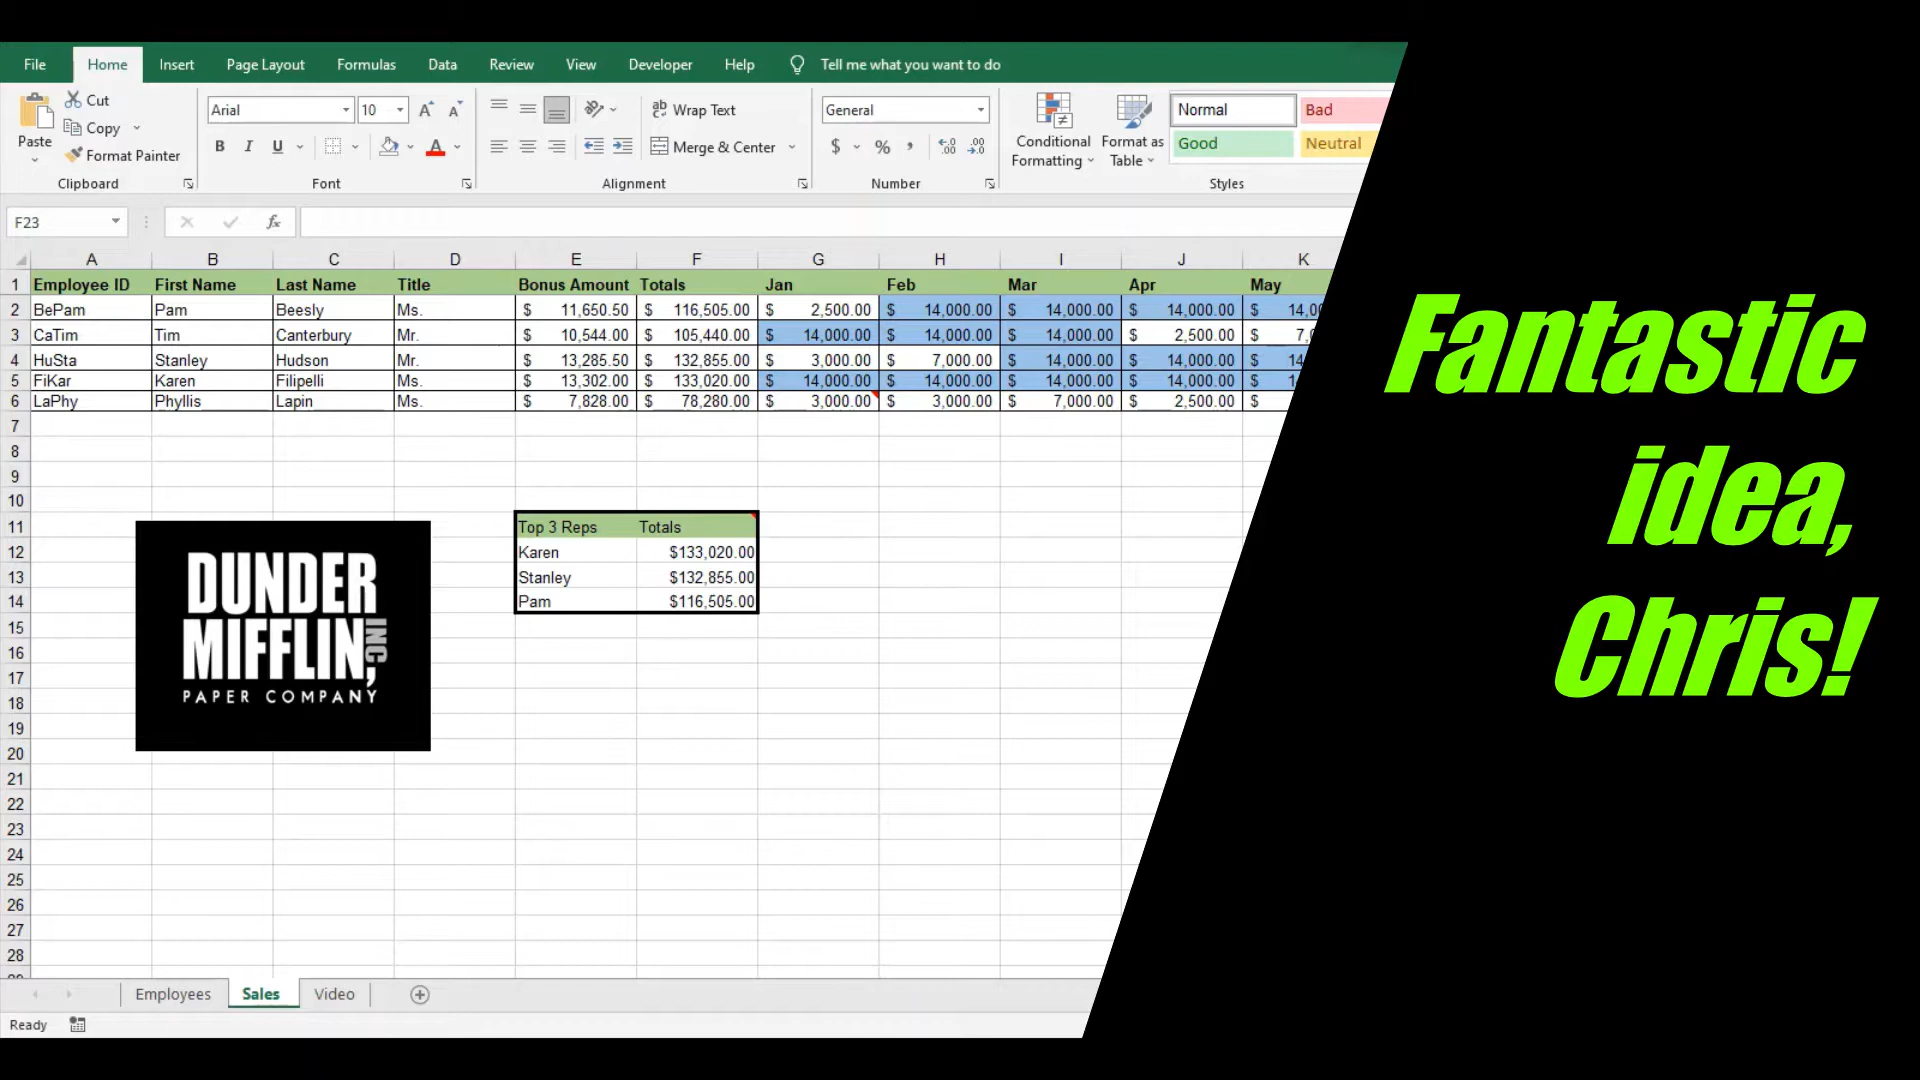 File Home Insert Page Layout Formulas Data Review View Developer Help Tell me what you want to do
Paste
Cut
Copy
Format Painter
Clipboard
Arial 10
B I U
Font
Wrap Text
Merge & Center
Alignment
General
$ % ,
Number
Conditional Formatting
Format as Table
Normal Bad
Good Neutral
Styles
F23 fx
A B C D E F G H I J K
1 Employee ID First Name Last Name Title Bonus Amount Totals Jan Feb Mar Apr May
2 BePam Pam Beesly Ms. $ 11,650.50 $ 116,505.00 $ 2,500.00 $ 14,000.00 $ 14,000.00 $ 14,000.00 $ 14,00
3 CaTim Tim Canterbury Mr. $ 10,544.00 $ 105,440.00 $ 14,000.00 $ 14,000.00 $ 14,000.00 $ 2,500.00 $ 7,
4 HuSta Stanley Hudson Mr. $ 13,285.50 $ 132,855.00 $ 3,000.00 $ 7,000.00 $ 14,000.00 $ 14,000.00 $ 14
5 FiKar Karen Filipelli Ms. $ 13,302.00 $ 133,020.00 $ 14,000.00 $ 14,000.00 $ 14,000.00 $ 14,000.00 $
6 LaPhy Phyllis Lapin Ms. $ 7,828.00 $ 78,280.00 $ 3,000.00 $ 3,000.00 $ 7,000.00 $ 2,500.00 $
7
8
9
10
11 Top 3 Reps Totals
12 Karen $133,020.00
13 Stanley $132,855.00
14 Pam $116,505.00
15
16
17
18
19
20
21
22
23
24
25
26
27
28
DUNDER
MIFFLIN, INC.
PAPER COMPANY
Employees Sales Video
Ready
Fantastic
idea,
Chris!